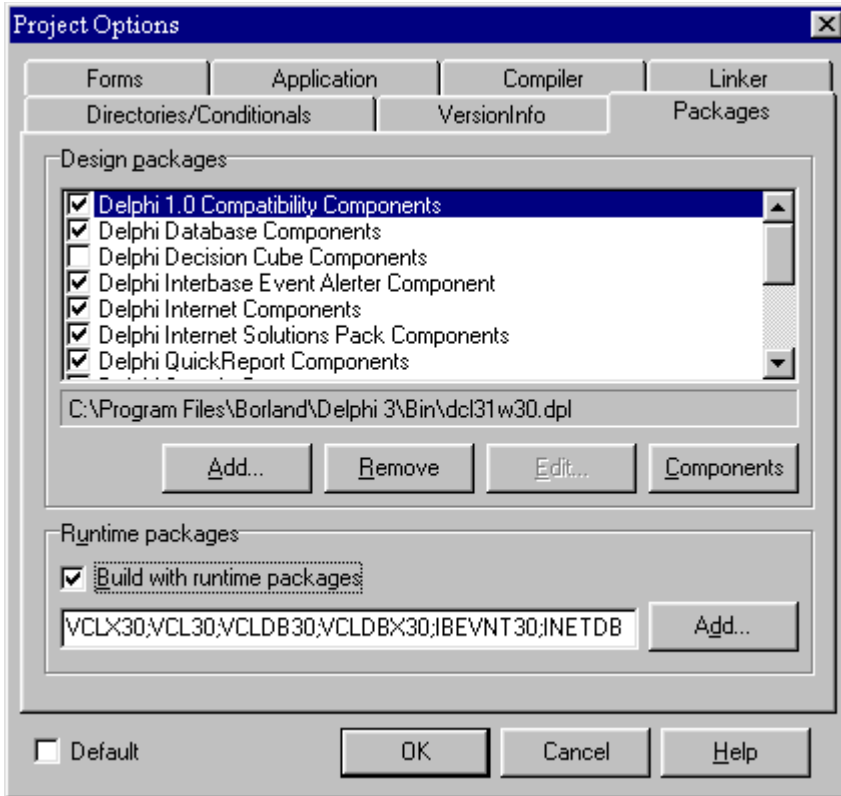 Project Options
Forms Application Compiler Linker
Directories/Conditionals VersionInfo Packages
Design packages
Delphi 1.0 Compatibility Components
Delphi Database Components
Delphi Decision Cube Components
Delphi Interbase Event Alerter Component
Delphi Internet Components
Delphi Internet Solutions Pack Components
Delphi QuickReport Components
C:\Program Files\Borland\Delphi 3\Bin\dcl31w30.dpl
Add... Remove Edit... Components
Runtime packages
Build with runtime packages
VCLX30;VCL30;VCLDB30;VCLDBX30;IBEVNT30;INETDB Add...
Default OK Cancel Help